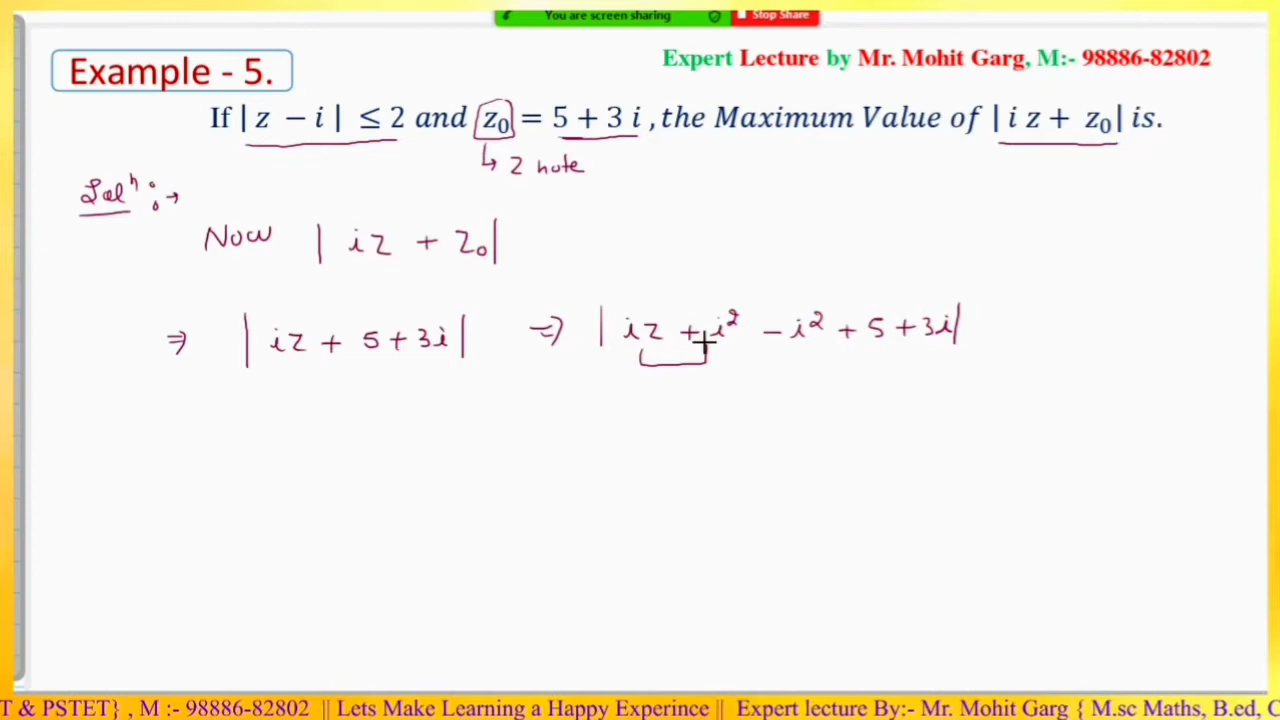 You are screen sharing Stop Share
Example - 5.
Expert Lecture by Mr. Mohit Garg, M:- 98886-82802
If | z − i | ≤ 2 and z₀ = 5 + 3 i , the Maximum Value of | i z + z₀| is.
↳ z note
Solⁿ :→
Now | iz + z₀|
⇒ | iz + 5 + 3i | ⇒ | iz + i² − i² + 5 + 3i|
T & PSTET} , M :- 98886-82802 || Lets Make Learning a Happy Experince || Expert lecture By:- Mr. Mohit Garg { M.sc Maths, B.ed, C